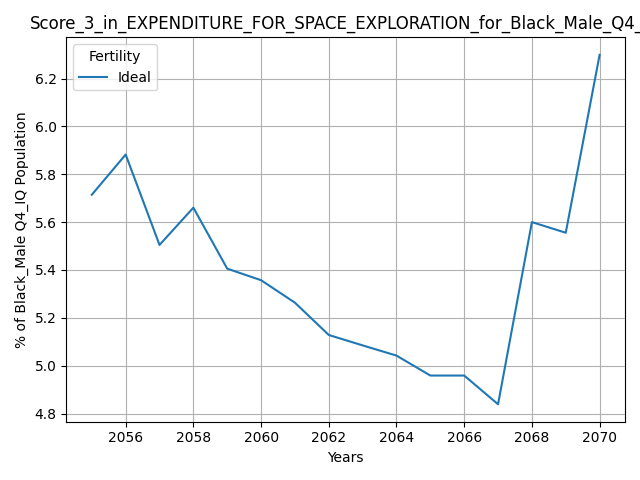 Score_3_in_EXPENDITURE_FOR_SPACE_EXPLORATION_for_Black_Male_Q4_
Fertility
Ideal
6.2
6.0
5.8
5.6
5.4
5.2
5.0
4.8
% of Black_Male Q4_IQ Population
2056 2058 2060 2062 2064 2066 2068 2070
Years